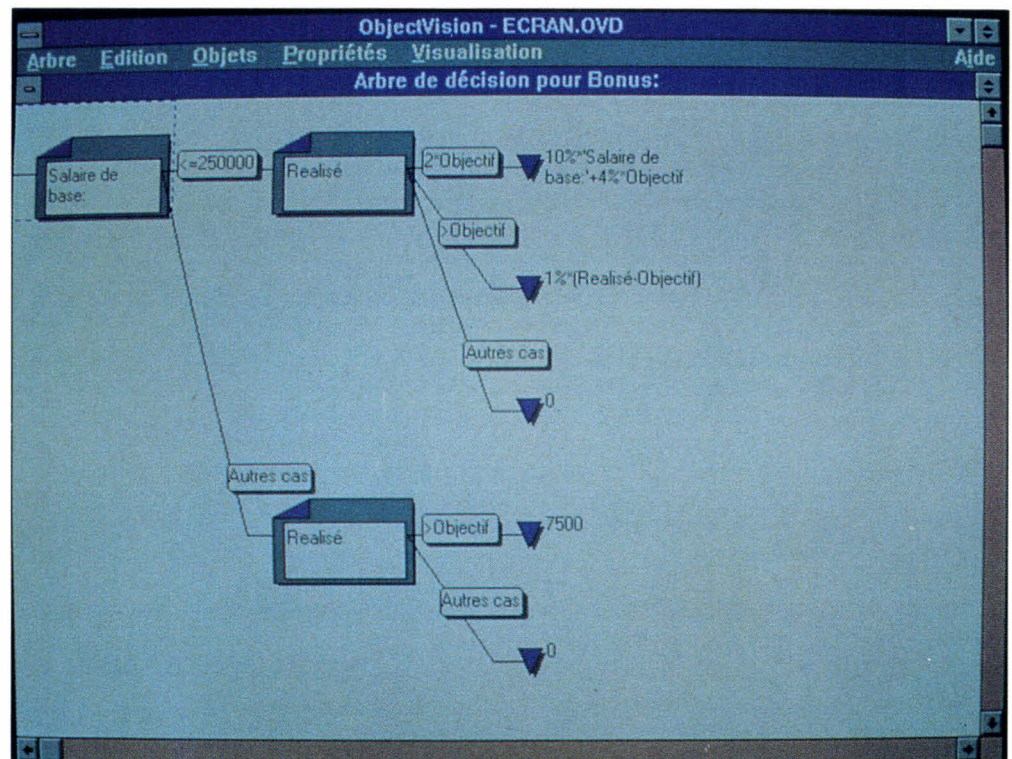 ObjectVision - ECRAN.OVD
Arbre Edition Objets Propriétés Visualisation Aide
Arbre de décision pour Bonus:
Salaire de
base:
<=250000
Realisé
2*Objectif
10%*'Salaire de
base:'+4%*Objectif
>Objectif
1%*(Realisé-Objectif)
Autres cas
0
Autres cas
Realisé
>Objectif
7500
Autres cas
0